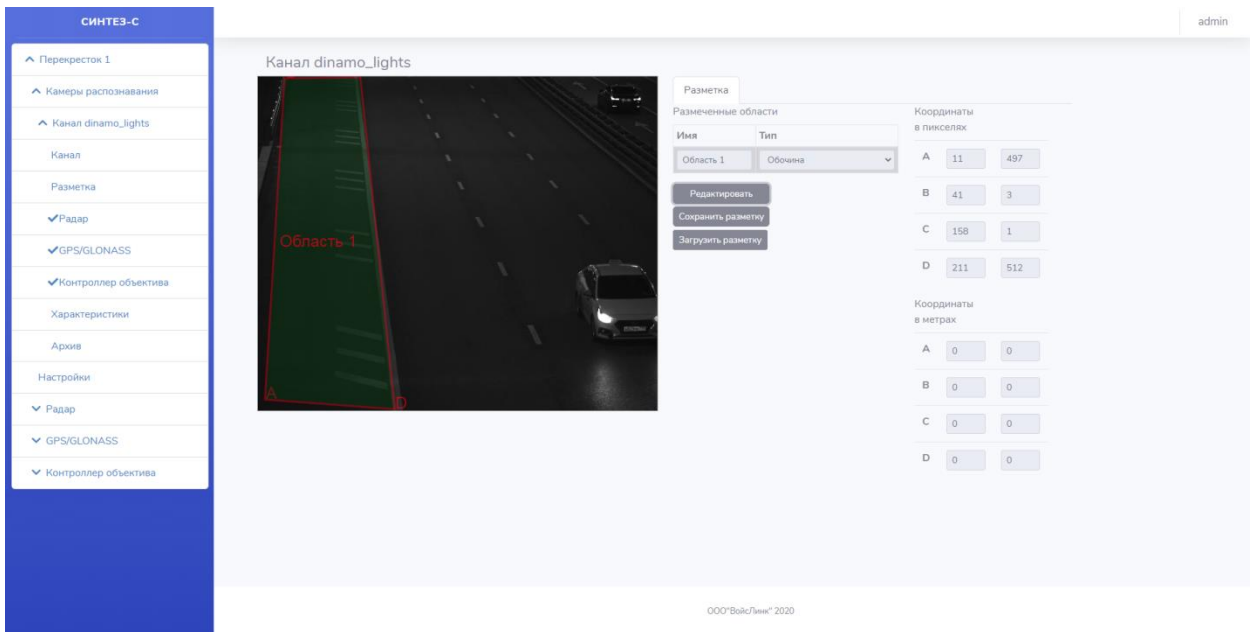 СИНТЕЗ-С
admin
Перекресток 1
Камеры распознавания
Канал dinamo_lights
Канал
Разметка
Радар
GPS/GLONASS
Контроллер объектива
Характеристики
Архив
Настройки
Радар
GPS/GLONASS
Контроллер объектива
Канал dinamo_lights
Область 1
A
D
Разметка
Размеченные области
Имя Тип
Область 1 Обочина
Редактировать
Сохранить разметку
Загрузить разметку
Координаты
в пикселях
A 11 497
B 41 3
C 158 1
D 211 512
Координаты
в метрах
A 0 0
B 0 0
C 0 0
D 0 0
ООО"ВойсЛинк" 2020